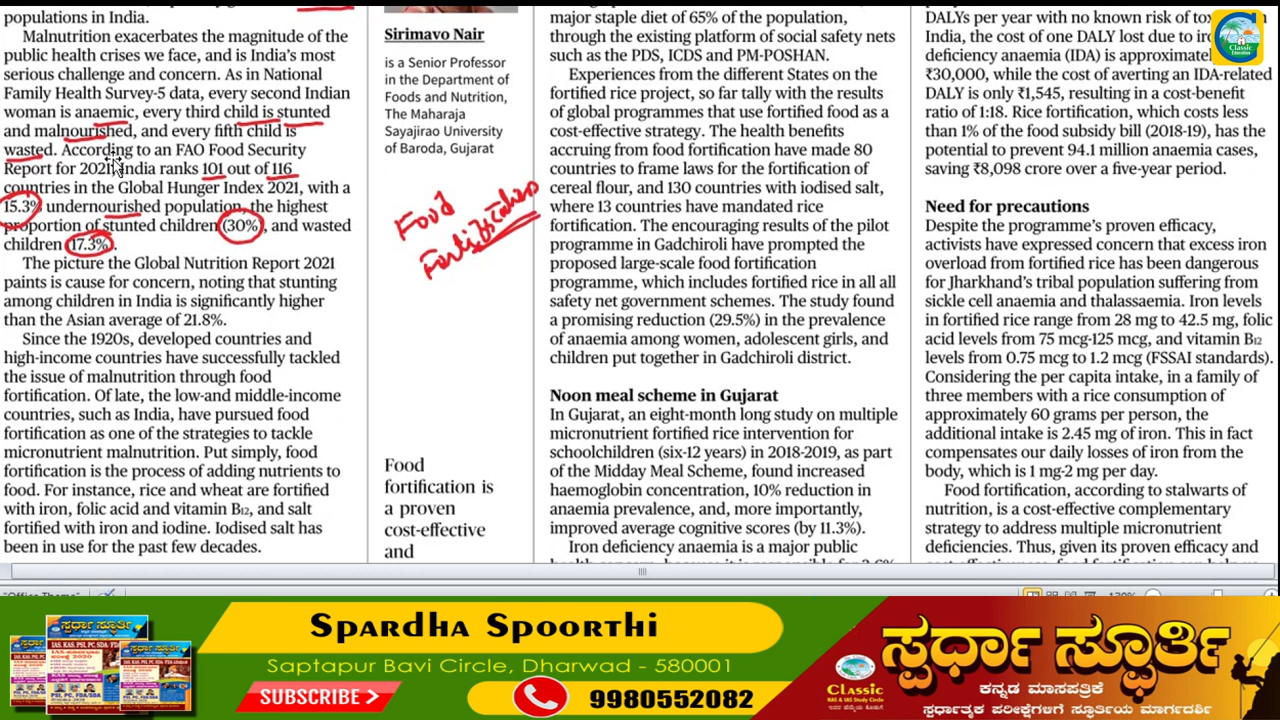 populations in India.
Malnutrition exacerbates the magnitude of the
public health crises we face, and is India's most
serious challenge and concern. As in National
Family Health Survey-5 data, every second Indian
woman is anaemic, every third child is stunted
and malnourished, and every fifth child is
wasted. According to an FAO Food Security
Report for 2021, India ranks 101 out of 116
countries in the Global Hunger Index 2021, with a
15.3% undernourished population, the highest
proportion of stunted children (30%), and wasted
children (17.3%).
The picture the Global Nutrition Report 2021
paints is cause for concern, noting that stunting
among children in India is significantly higher
than the Asian average of 21.8%.
Since the 1920s, developed countries and
high-income countries have successfully tackled
the issue of malnutrition through food
fortification. Of late, the low-and middle-income
countries, such as India, have pursued food
fortification as one of the strategies to tackle
micronutrient malnutrition. Put simply, food
fortification is the process of adding nutrients to
food. For instance, rice and wheat are fortified
with iron, folic acid and vitamin B12, and salt
fortified with iron and iodine. Iodised salt has
been in use for the past few decades.
Sirimavo Nair
is a Senior Professor
in the Department of
Foods and Nutrition,
The Maharaja
Sayajirao University
of Baroda, Gujarat
Food
Fortification
Food
fortification is
a proven
cost-effective
and
major staple diet of 65% of the population,
through the existing platform of social safety nets
such as the PDS, ICDS and PM-POSHAN.
Experiences from the different States on the
fortified rice project, so far tally with the results
of global programmes that use fortified food as a
cost-effective strategy. The health benefits
accruing from food fortification have made 80
countries to frame laws for the fortification of
cereal flour, and 130 countries with iodised salt,
where 13 countries have mandated rice
fortification. The encouraging results of the pilot
programme in Gadchiroli have prompted the
proposed large-scale food fortification
programme, which includes fortified rice in all all
safety net government schemes. The study found
a promising reduction (29.5%) in the prevalence
of anaemia among women, adolescent girls, and
children put together in Gadchiroli district.
Noon meal scheme in Gujarat
In Gujarat, an eight-month long study on multiple
micronutrient fortified rice intervention for
schoolchildren (six-12 years) in 2018-2019, as part
of the Midday Meal Scheme, found increased
haemoglobin concentration, 10% reduction in
anaemia prevalence, and, more importantly,
improved average cognitive scores (by 11.3%).
Iron deficiency anaemia is a major public
DALYs per year with no known risk of
India, the cost of one DALY lost due to
deficiency anaemia (IDA) is
₹30,000, while the cost of averting an IDA-related
DALY is only ₹1,545, resulting in a cost-benefit
ratio of 1:18. Rice fortification, which costs less
than 1% of the food subsidy bill (2018-19), has the
potential to prevent 94.1 million anaemia cases,
saving ₹8,098 crore over a five-year period.
Need for precautions
Despite the programme's proven efficacy,
activists have expressed concern that excess iron
overload from fortified rice has been dangerous
for Jharkhand's tribal population suffering from
sickle cell anaemia and thalassaemia. Iron levels
in fortified rice range from 28 mg to 42.5 mg, folic
acid levels from 75 mcg-125 mcg, and vitamin B12
levels from 0.75 mcg to 1.2 mcg (FSSAI standards).
Considering the per capita intake, in a family of
three members with a rice consumption of
approximately 60 grams per person, the
additional intake is 2.45 mg of iron. This in fact
compensates our daily losses of iron from the
body, which is 1 mg-2 mg per day.
Food fortification, according to stalwarts of
nutrition, is a cost-effective complementary
strategy to address multiple micronutrient
deficiencies. Thus, given its proven efficacy and
Classic
Spardha Spoorthi
Saptapur Bavi Circle Dharwad - 580001
SUBSCRIBE >
9980552082
Classic
IAS & KAS Study Circle
ಸ್ಪರ್ಧಾ ಸ್ಫೂರ್ತಿ
ಕನ್ನಡ ಮಾಸಪತ್ರಿಕೆ
ಸ್ಪರ್ಧಾತ್ಮಕ ಪರೀಕ್ಷೆಗಳಿಗೆ ಸ್ಫೂರ್ತಿಯ ಮಾರ್ಗದರ್ಶಿ